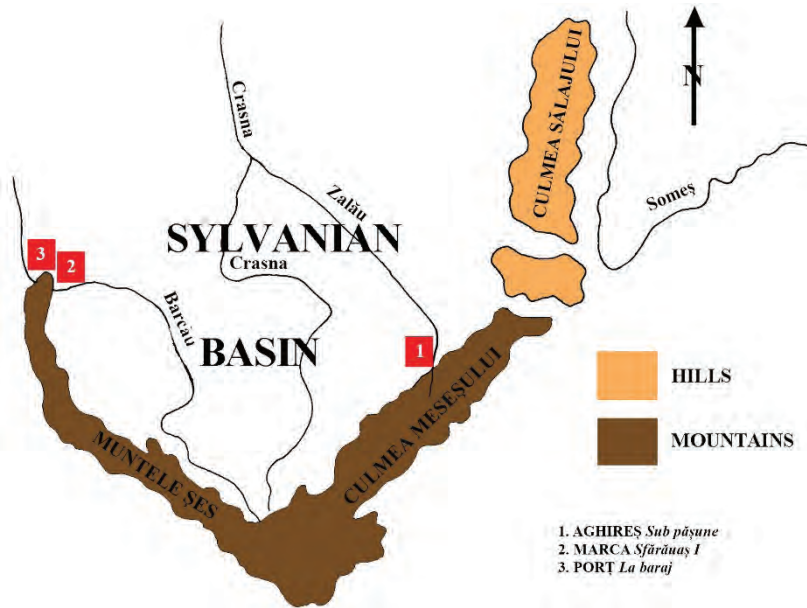 CULMEA SĂLAJULUI
N
Crasna
Zalău
Someș
SYLVANIAN
Crasna
3
2
Barcău
BASIN
1
HILLS
CULMEA MESEȘULUI
MOUNTAINS
MUNTELE ȘES
1. AGHIREȘ Sub pășune
2. MARCA Sfărăuaș I
3. PORȚ La baraj